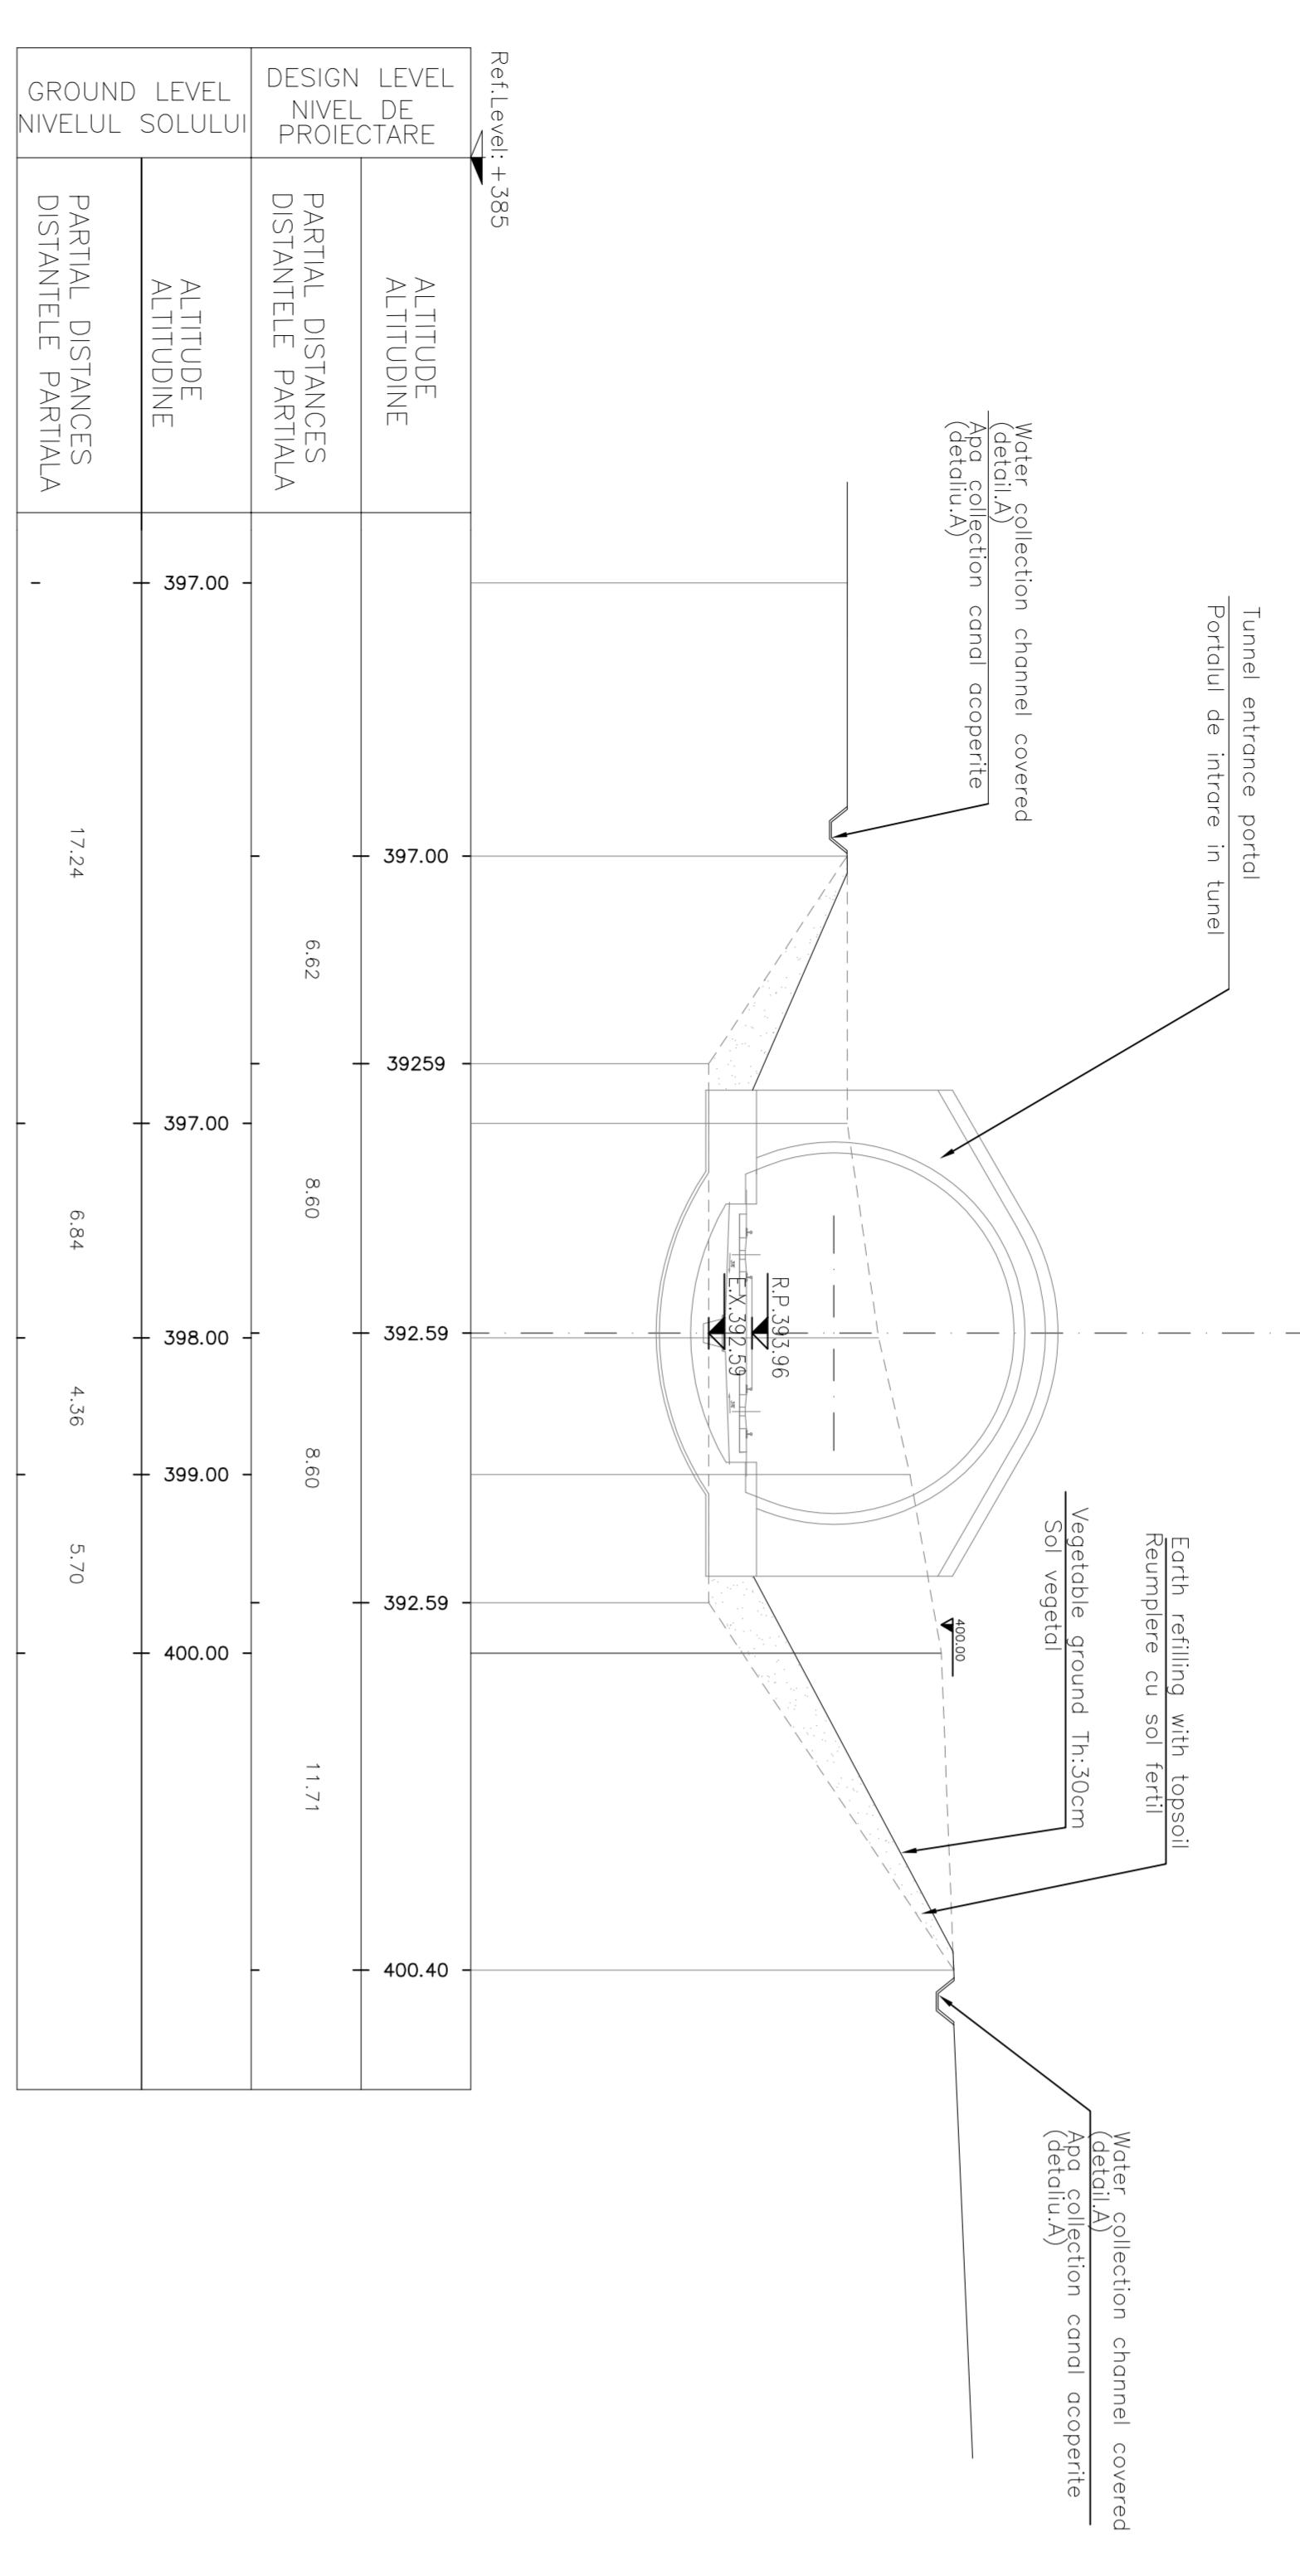 Tunnel entrance portal
Portalul de intrare in tunel
Water collection channel covered
(detail.A)
Apa collection canal acoperite
(detaliu.A)
Earth refilling with topsoil
Reumplere cu sol fertil
Vegetable ground Th:30cm
Sol vegetal
Water collection channel covered
(detail.A)
Apa collection canal acoperite
(detaliu.A)
400.00
R.P.393.96
E.X.392.59
Ref.Level: +385
DESIGN LEVEL
NIVEL DE
PROIECTARE
ALTITUDE
ALTITUDINE
397.00
39259
392.59
392.59
400.40
PARTIAL DISTANCES
DISTANTELE PARTIALA
6.62
8.60
8.60
11.71
GROUND LEVEL
NIVELUL SOLULUI
ALTITUDE
ALTITUDINE
397.00
397.00
398.00
399.00
400.00
PARTIAL DISTANCES
DISTANTELE PARTIALA
17.24
6.84
4.36
5.70